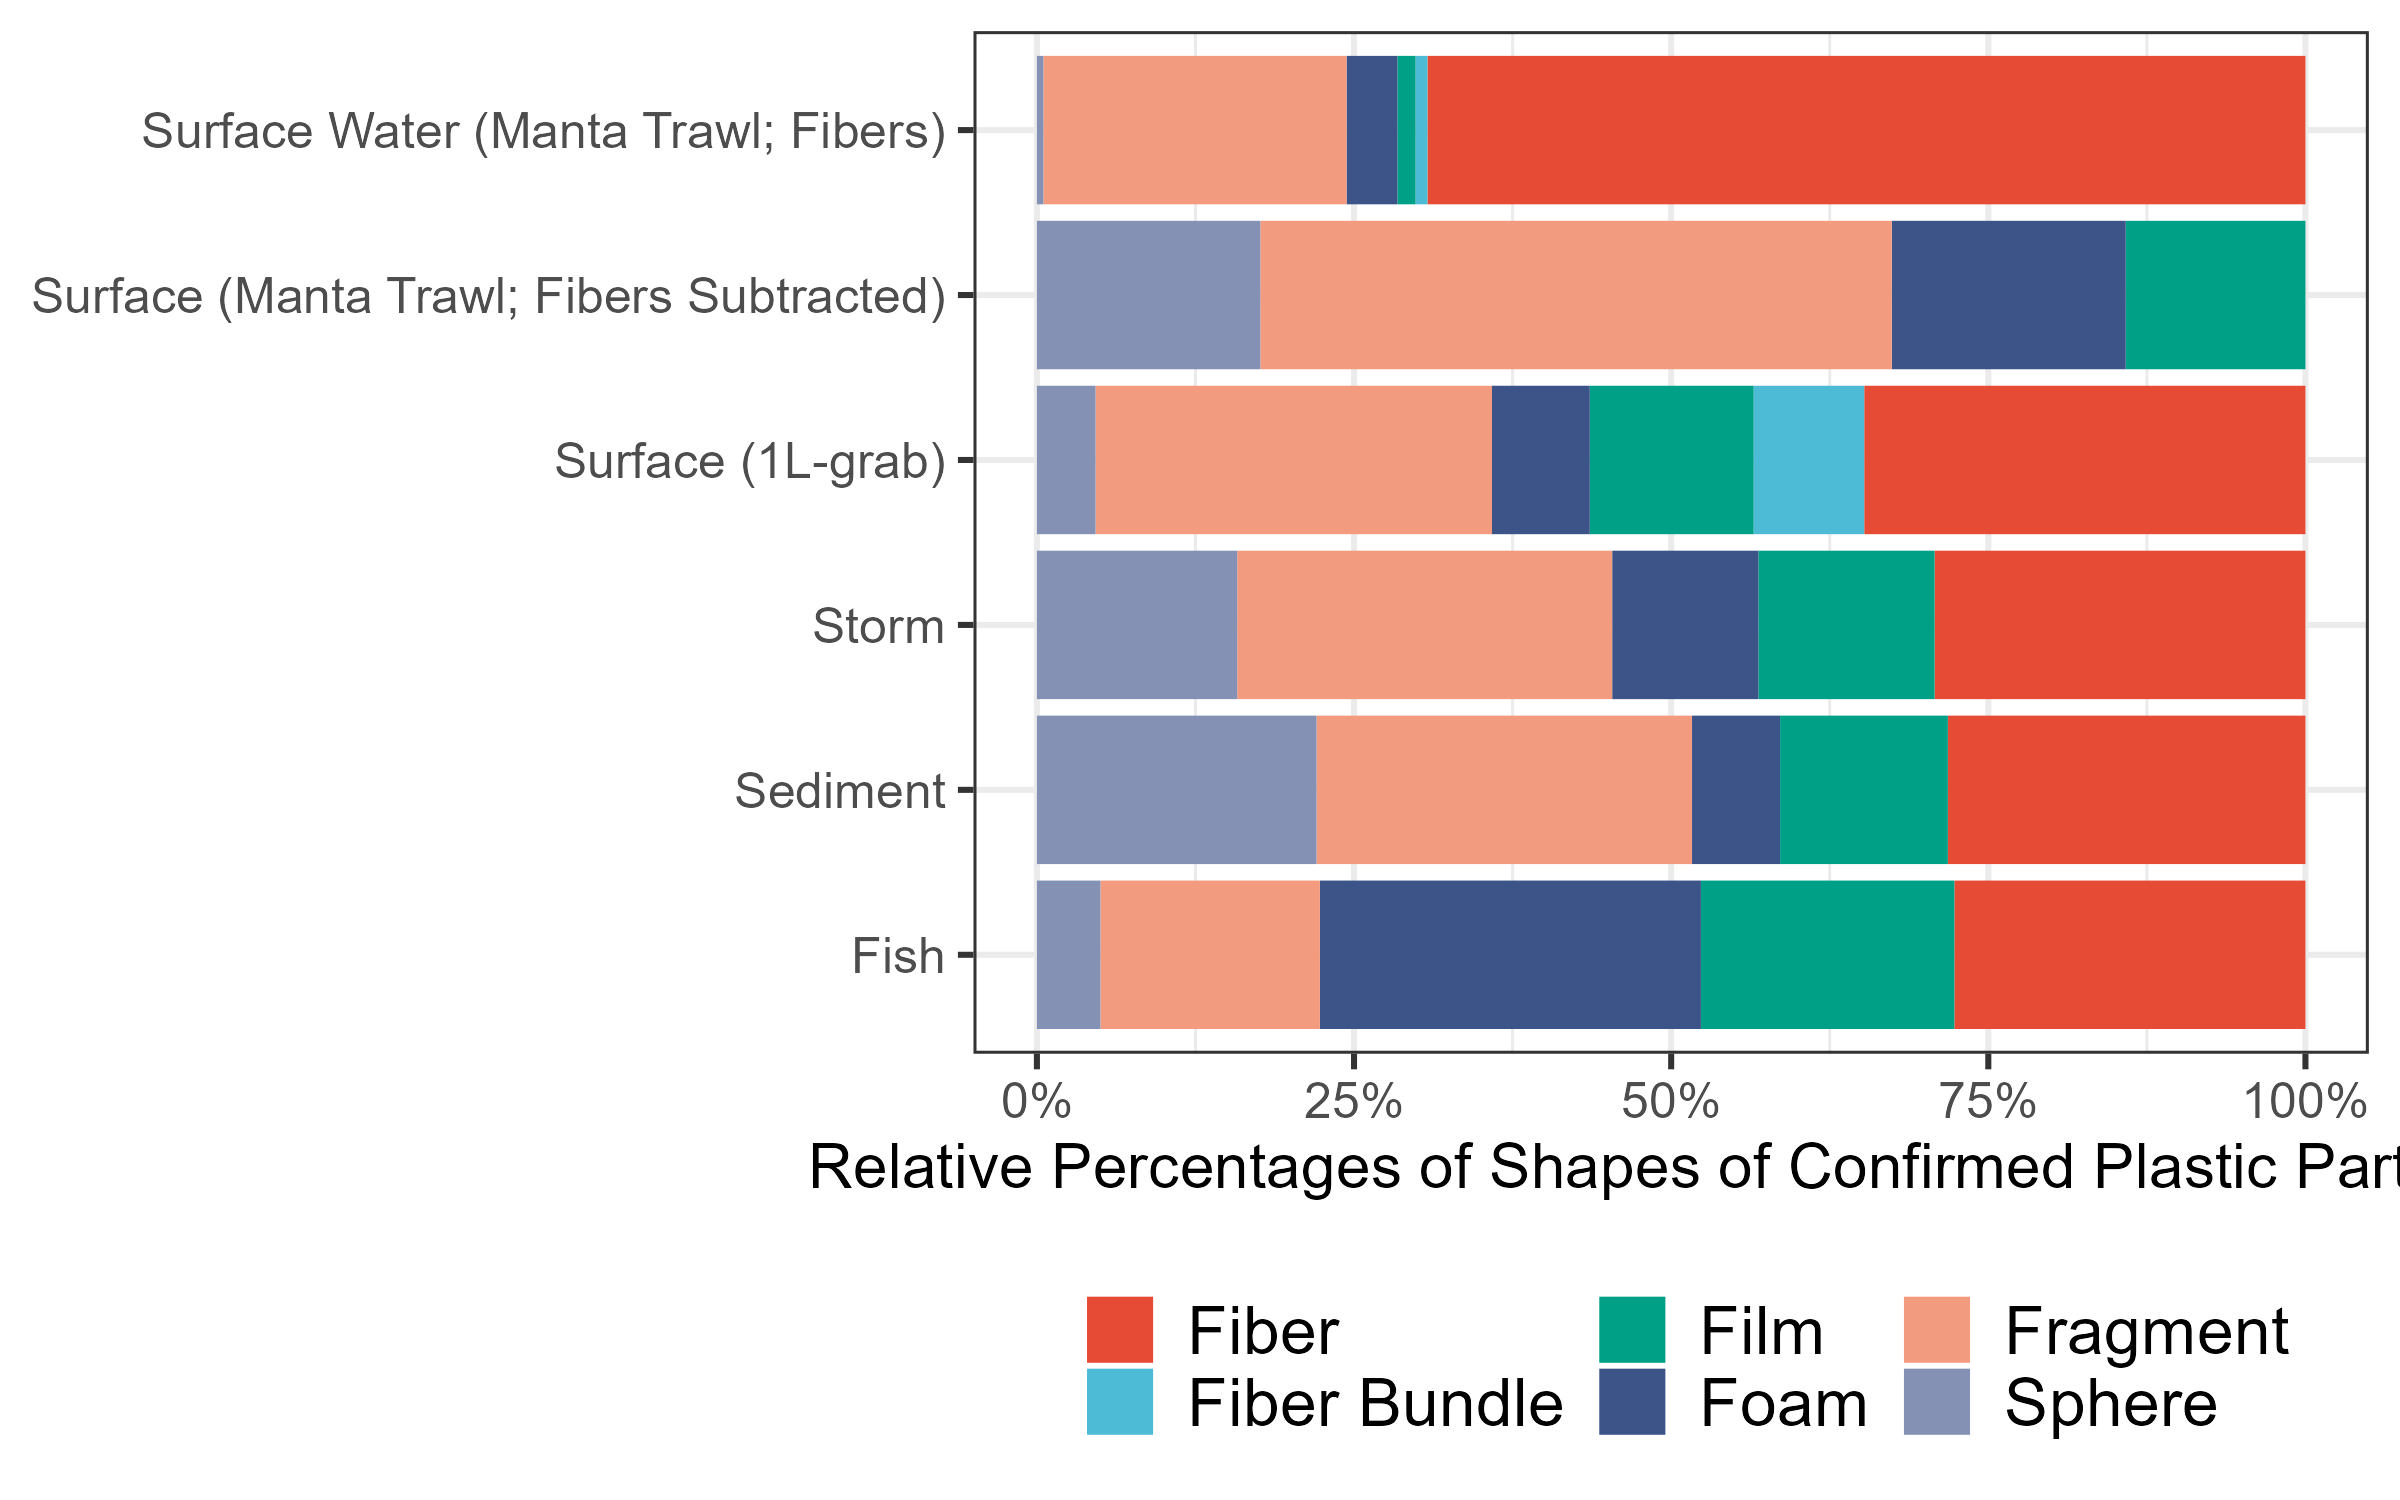 Surface Water (Manta Trawl; Fibers)
Surface (Manta Trawl; Fibers Subtracted)
Surface (1L-grab)
Storm
Sediment
Fish
0% 25% 50% 75% 100%
Relative Percentages of Shapes of Confirmed Plastic Part
Fiber Film Fragment
Fiber Bundle Foam Sphere